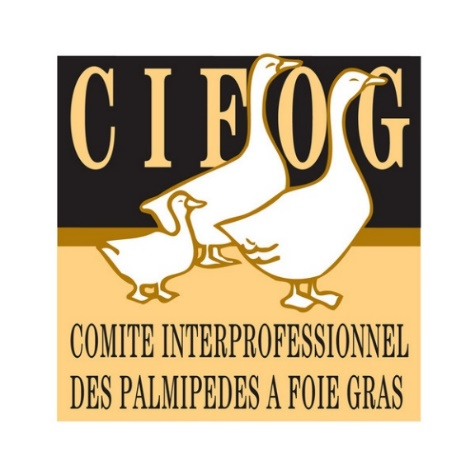 CIFOG
COMITE INTERPROFESSIONNEL
DES PALMIPEDES A FOIE GRAS